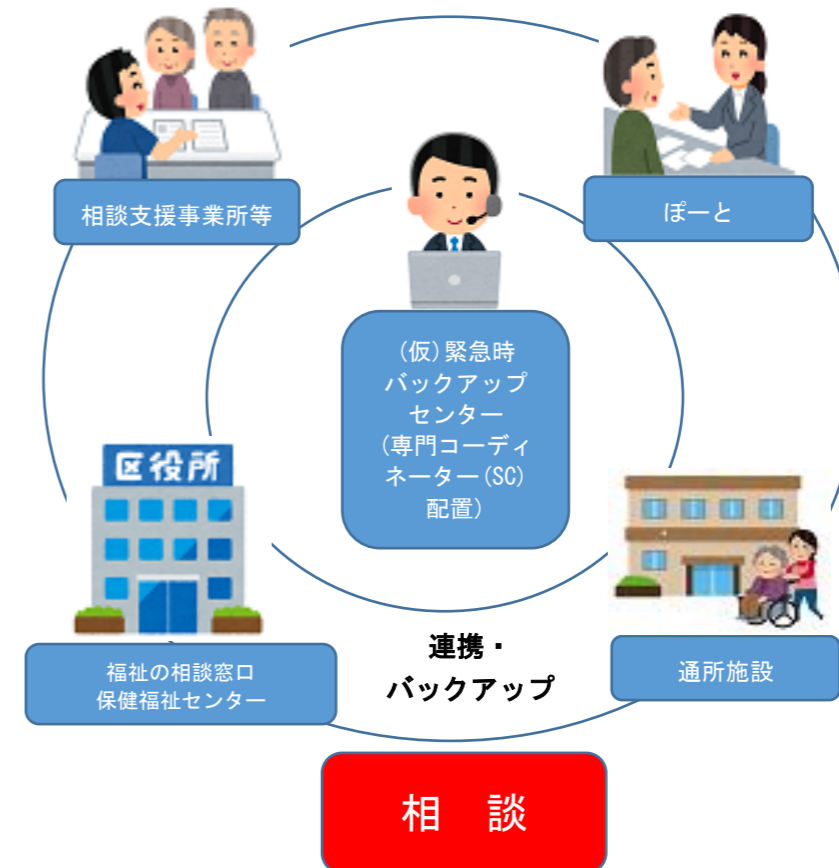 相談支援事業所等
ぽーと
(仮)緊急時
バックアップ
センター
(専門コーディ
ネーター(SC)
配置)
区役所
福祉の相談窓口
保健福祉センター
連携・
バックアップ
通所施設
相　談